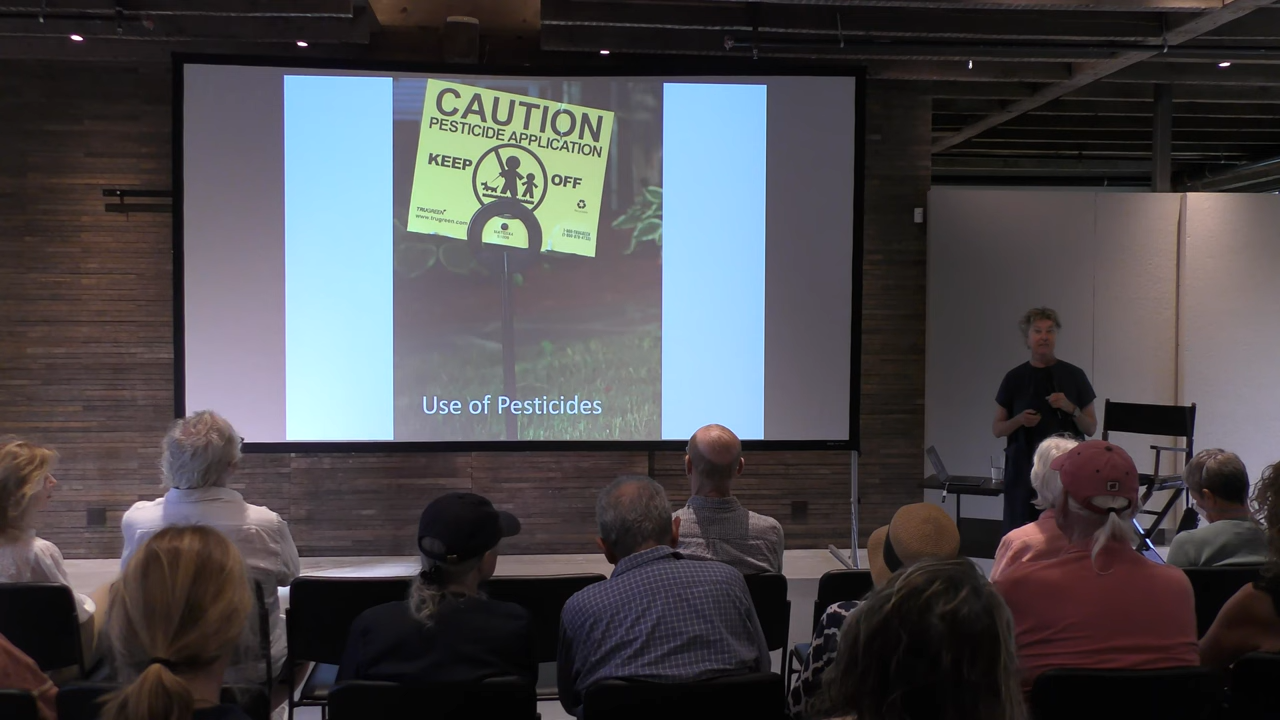 CAUTION
PESTICIDE APPLICATION
KEEP OFF
TRUGREEN
www.trugreen.com
Use of Pesticides